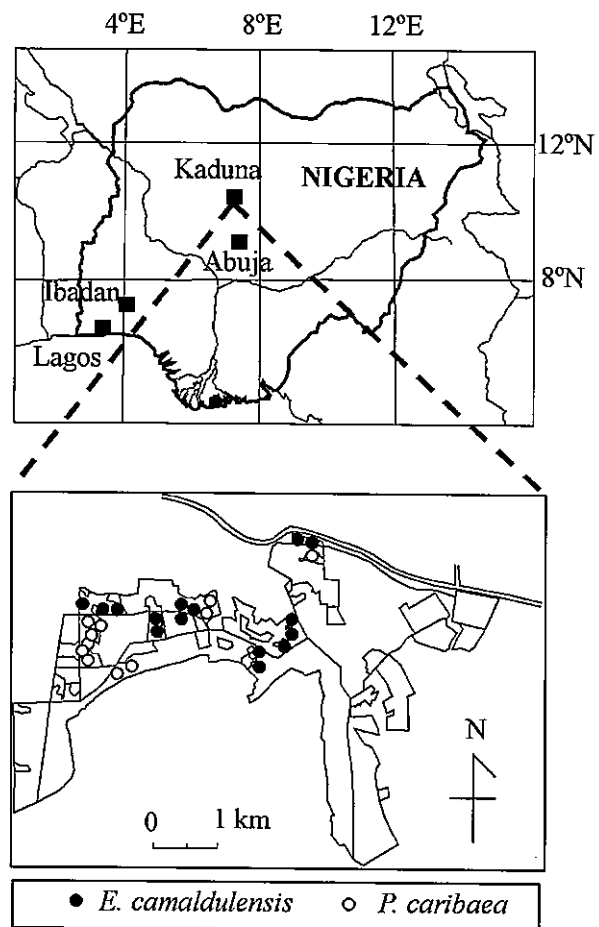 4ºE 8ºE 12ºE
12ºN
Kaduna
NIGERIA
Abuja
8ºN
Ibadan
Lagos
N
0 1 km
E. camaldulensis P. caribaea